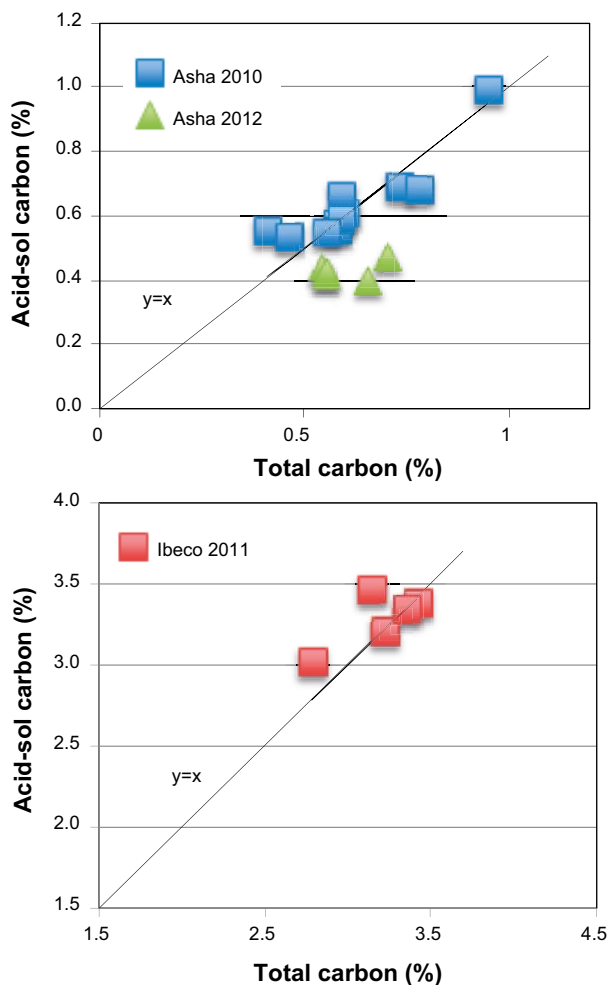 1.2
1.0
0.8
0.6
0.4
0.2
0.0
Acid-sol carbon (%)
Asha 2010
Asha 2012
y=x
0 0.5 1
Total carbon (%)
4.0
3.5
3.0
2.5
2.0
1.5
Acid-sol carbon (%)
Ibeco 2011
y=x
1.5 2.5 3.5 4.5
Total carbon (%)